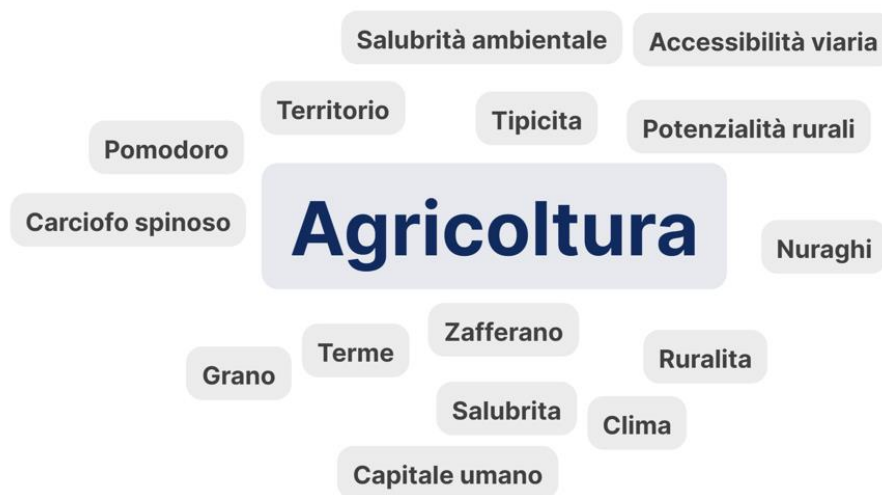 Salubrità ambientale
Accessibilità viaria
Territorio
Tipicita
Potenzialità rurali
Pomodoro
Carciofo spinoso
Agricoltura
Nuraghi
Zafferano
Terme
Ruralita
Grano
Salubrita
Clima
Capitale umano